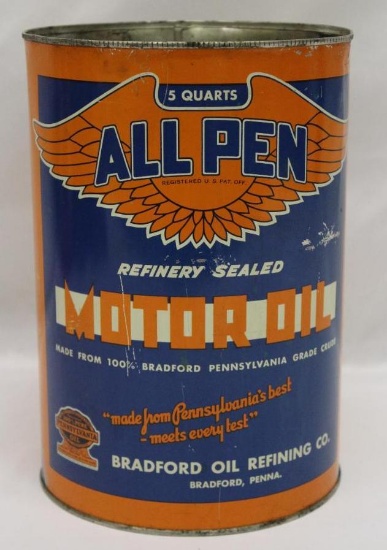 5 QUARTS
ALL PEN
REGISTERED U.S. PAT. OFF.
REFINERY SEALED
MOTOR OIL
MADE FROM 100% BRADFORD PENNSYLVANIA GRADE CRUDE
"made from Pennsylvania's best
- meets every test"
PENNSYLVANIA
BRADFORD OIL REFINING CO.
BRADFORD, PENNA.